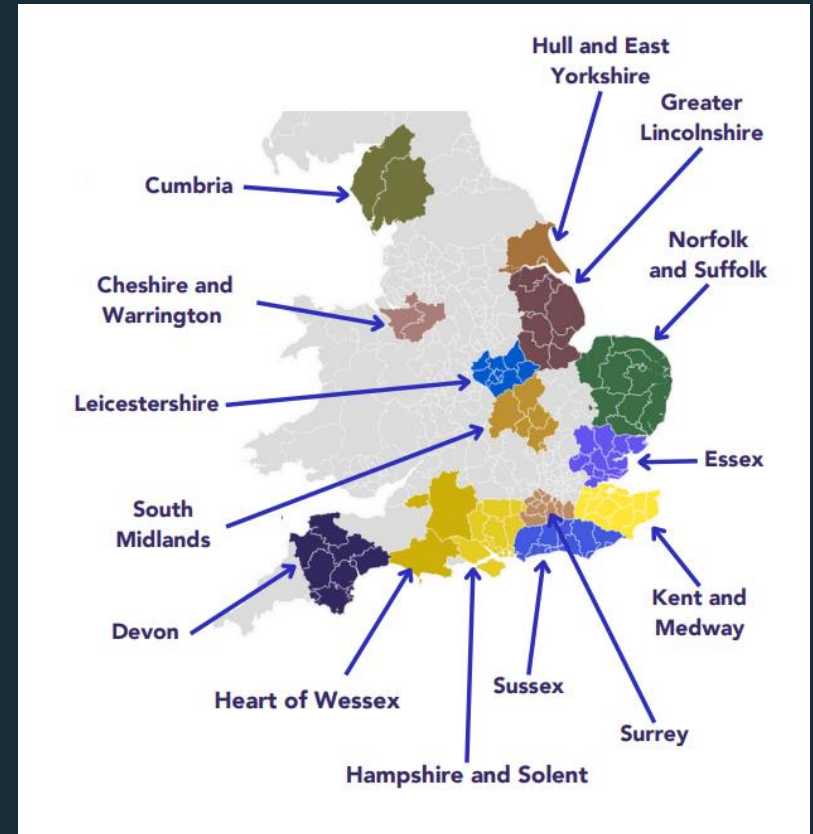 Hull and East
Yorkshire
Greater
Lincolnshire
Cumbria
Norfolk
and Suffolk
Cheshire and
Warrington
Leicestershire
Essex
South
Midlands
Kent and
Medway
Devon
Heart of Wessex
Sussex
Surrey
Hampshire and Solent